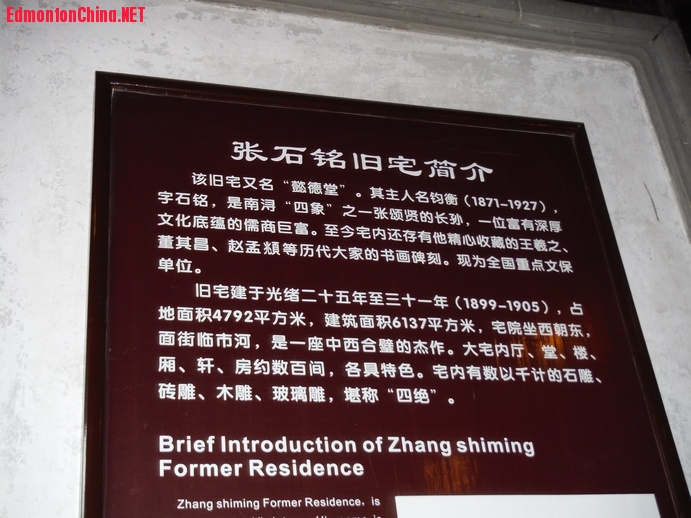 EdmontonChina.NET
张石铭旧宅简介
该旧宅又名“懿德堂”。其主人名钧衡（1871-1927），
字石铭，是南浔“四象”之一张颂贤的长孙，一位富有深厚
文化底蕴的儒商巨富。至今宅内还存有他精心收藏的王羲之、
董其昌、赵孟頫等历代大家的书画碑刻。现为全国重点文保
单位。
旧宅建于光绪二十五年至三十一年（1899-1905），占
地面积4792平方米，建筑面积6137平方米，宅院坐西朝东，
面街临市河，是一座中西合璧的杰作。大宅内厅、堂、楼、
厢、轩、房约数百间，各具特色。宅内有数以千计的石雕、
砖雕、木雕、玻璃雕，堪称“四绝”。
Brief Introduction of Zhang shiming
Former Residence
Zhang shiming Former Residence, is